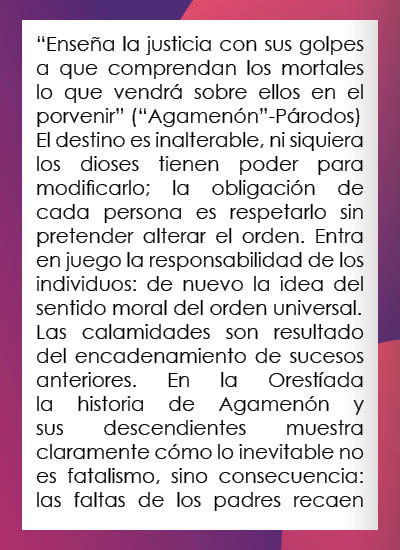 “Enseña la justicia con sus golpes
a que comprendan los mortales
lo que vendrá sobre ellos en el
porvenir” (“Agamenón”-Párodos)
El destino es inalterable, ni siquiera
los dioses tienen poder para
modificarlo; la obligación de
cada persona es respetarlo sin
pretender alterar el orden. Entra
en juego la responsabilidad de los
individuos: de nuevo la idea del
sentido moral del orden universal.
Las calamidades son resultado
del encadenamiento de sucesos
anteriores. En la Orestíada
la historia de Agamenón y
sus descendientes muestra
claramente cómo lo inevitable no
es fatalismo, sino consecuencia:
las faltas de los padres recaen